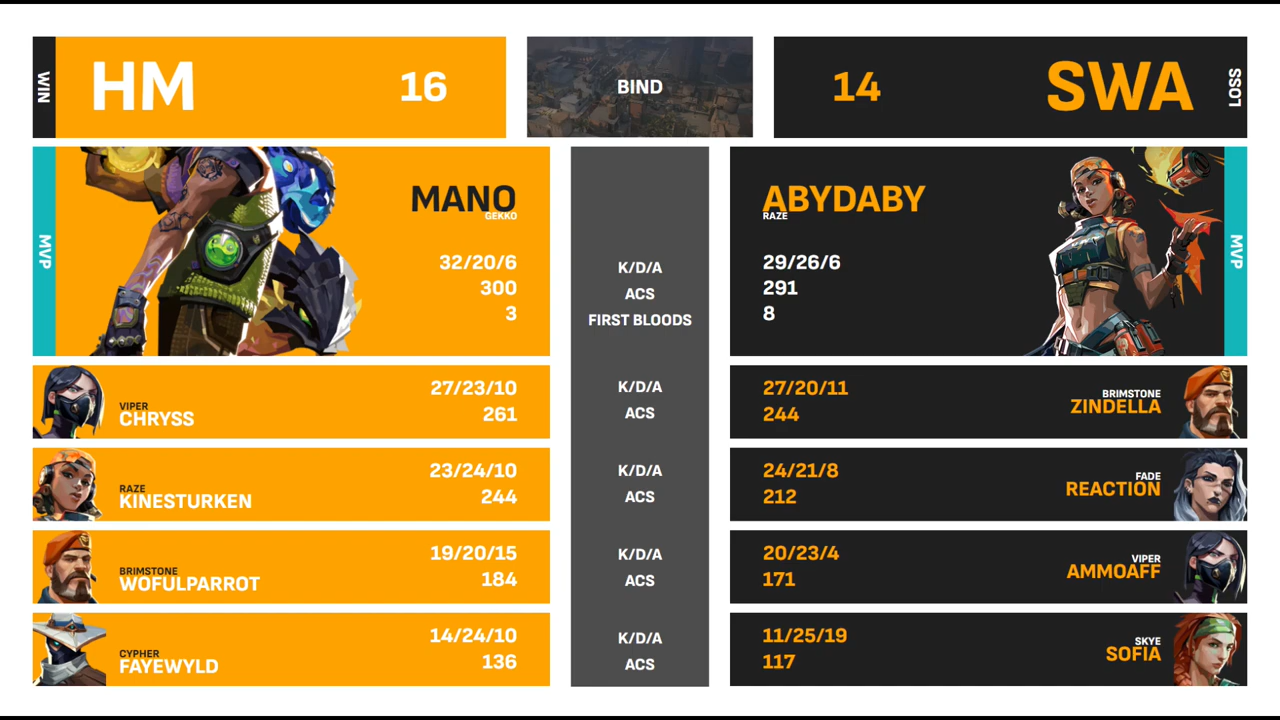 WIN
HM
16
BIND
14
SWA
LOSS
MVP
MANO
GEKKO
32/20/6
300
3
K/D/A
ACS
FIRST BLOODS
ABYDABY
RAZE
29/26/6
291
8
MVP
VIPER
CHRYSS
27/23/10
261
K/D/A
ACS
27/20/11
244
BRIMSTONE
ZINDELLA
RAZE
KINESTURKEN
23/24/10
244
K/D/A
ACS
24/21/8
212
FADE
REACTION
BRIMSTONE
WOFULPARROT
19/20/15
184
K/D/A
ACS
20/23/4
171
VIPER
AMMOAFF
CYPHER
FAYEWYLD
14/24/10
136
K/D/A
ACS
11/25/19
117
SKYE
SOFIA